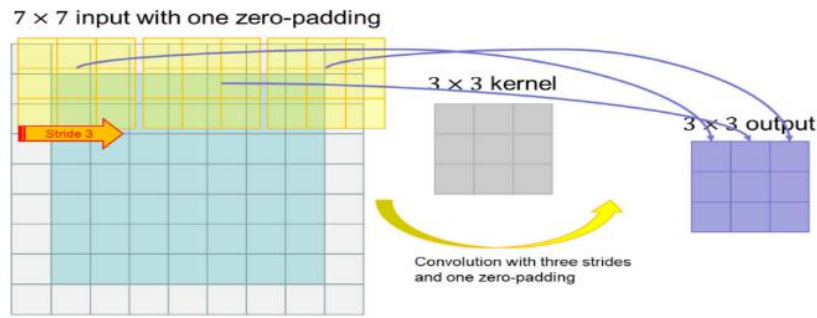 7 × 7 input with one zero-padding
3 × 3 kernel
Stride 3
3 × 3 output
Convolution with three strides
and one zero-padding